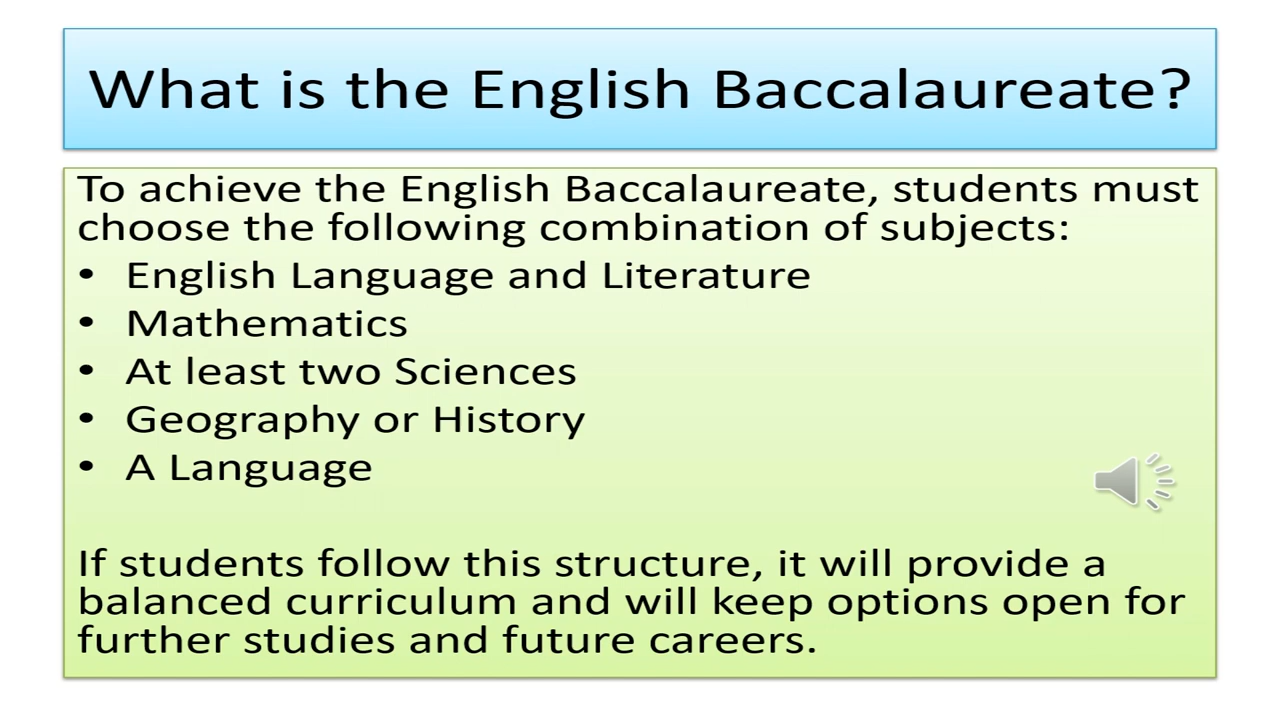 What is the English Baccalaureate?
To achieve the English Baccalaureate, students must
choose the following combination of subjects:
• English Language and Literature
• Mathematics
• At least two Sciences
• Geography or History
• A Language
If students follow this structure, it will provide a
balanced curriculum and will keep options open for
further studies and future careers.